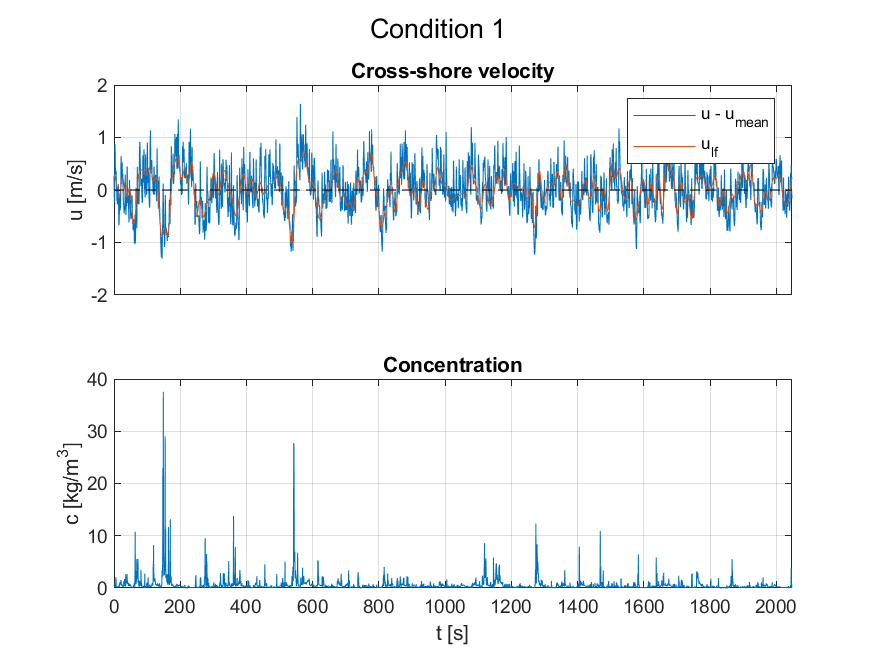 Condition 1
Cross-shore velocity
2
1
0
-1
-2
u [m/s]
u - u_mean
u_lf
Concentration
40
30
20
10
0
c [kg/m³]
0 200 400 600 800 1000 1200 1400 1600 1800 2000
t [s]